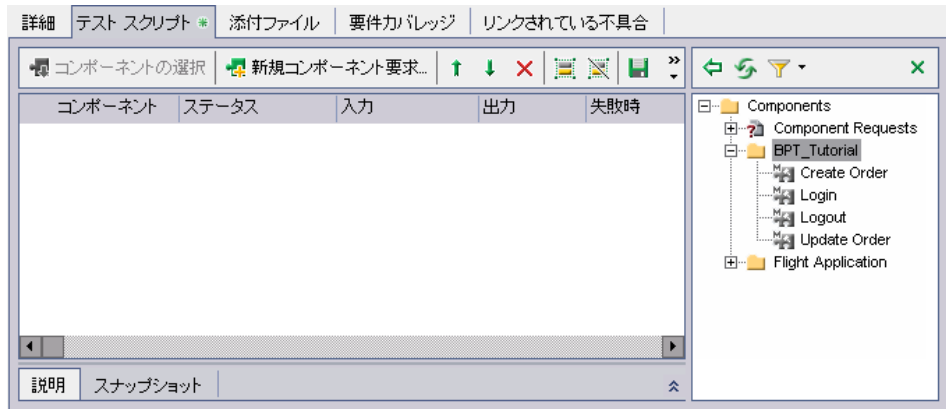 詳細 テスト スクリプト * 添付ファイル 要件カバレッジ リンクされている不具合
コンポーネントの選択 新規コンポーネント要求...
コンポーネント ステータス 入力 出力 失敗時
説明 スナップショット
Components
Component Requests
BPT_Tutorial
Create Order
Login
Logout
Update Order
Flight Application